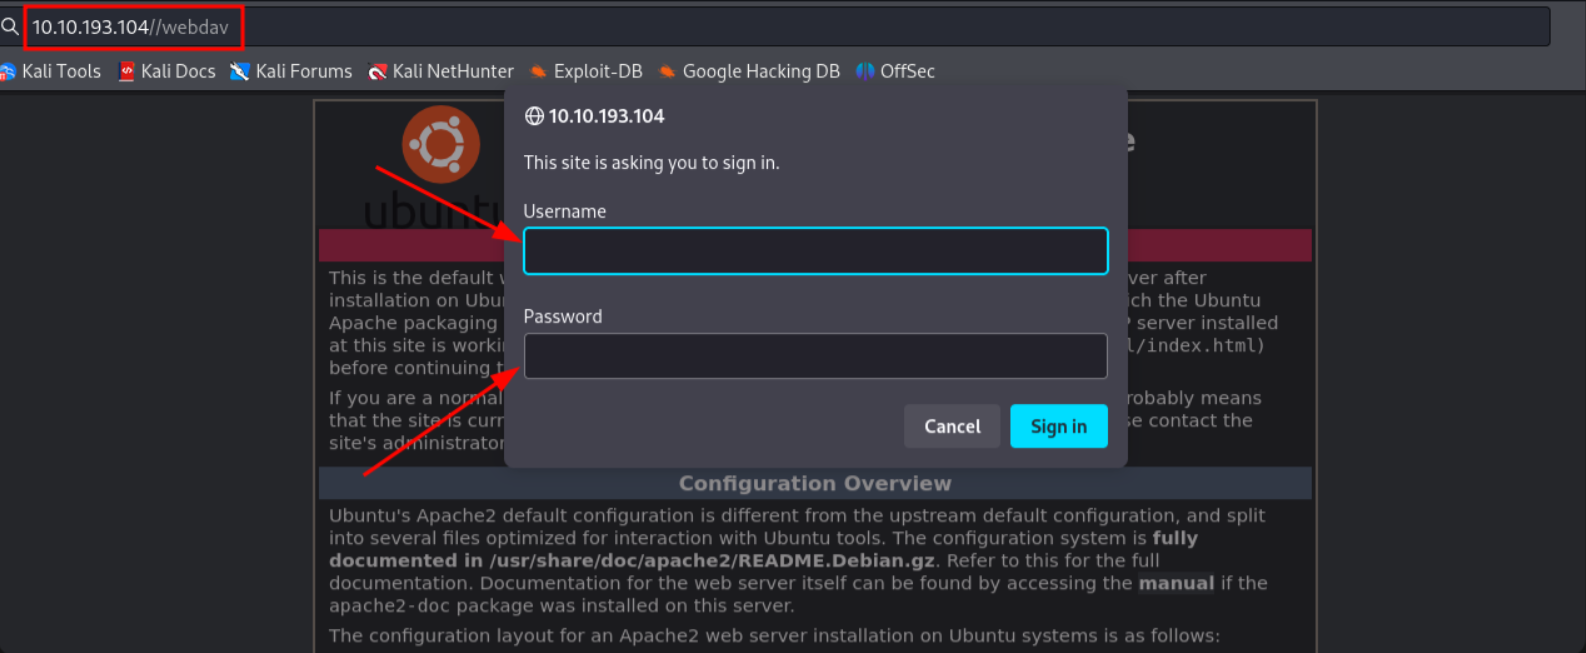 10.10.193.104//webdav
Kali Tools Kali Docs Kali Forums Kali NetHunter Exploit-DB Google Hacking DB OffSec
10.10.193.104
This site is asking you to sign in.
ubuntu
Username
This is the default ver after
installation on Ubu ich the Ubuntu
Apache packaging server installed
at this site is worki l/index.html)
before continuing t
Password
If you are a normal robably means
that the site is curr se contact the
site's administrator
Cancel Sign in
Configuration Overview
Ubuntu's Apache2 default configuration is different from the upstream default configuration, and split
into several files optimized for interaction with Ubuntu tools. The configuration system is fully
documented in /usr/share/doc/apache2/README.Debian.gz. Refer to this for the full
documentation. Documentation for the web server itself can be found by accessing the manual if the
apache2-doc package was installed on this server.
The configuration layout for an Apache2 web server installation on Ubuntu systems is as follows: